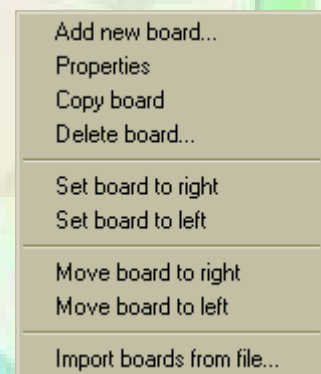 Add new board...
Properties
Copy board
Delete board...
Set board to right
Set board to left
Move board to right
Move board to left
Import boards from file...